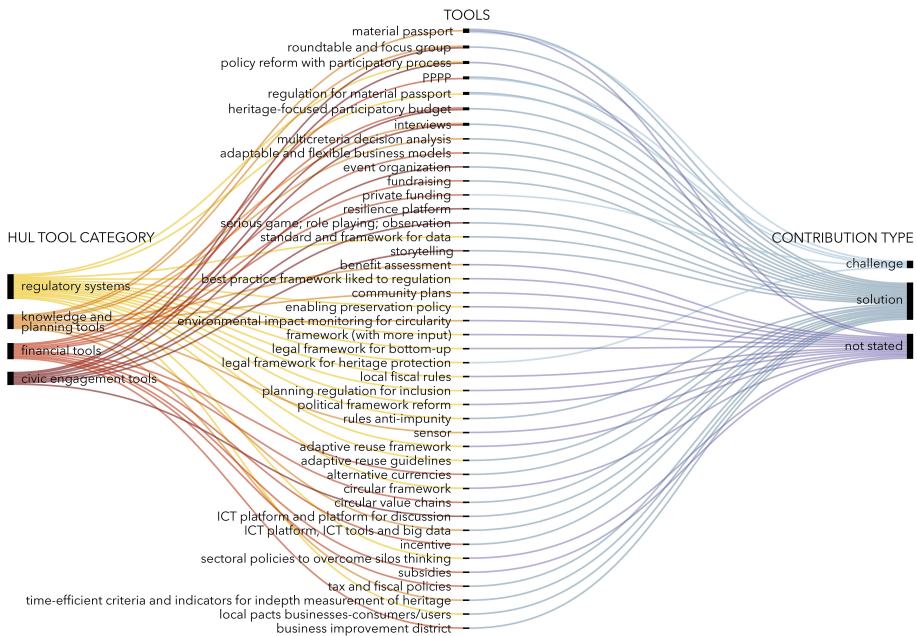 TOOLS
material passport
roundtable and focus group
policy reform with participatory process
PPPP
regulation for material passport
heritage-focused participatory budget
interviews
multicreteria decision analysis
adaptable and flexible business models
event organization
fundraising
private funding
resilience platform
serious game; role playing; observation
standard and framework for data
storytelling
benefit assessment
best practice framework liked to regulation
community plans
enabling preservation policy
environmental impact monitoring for circularity
framework (with more input)
legal framework for bottom-up
legal framework for heritage protection
local fiscal rules
planning regulation for inclusion
political framework reform
rules anti-impunity
sensor
adaptive reuse framework
adaptive reuse guidelines
alternative currencies
circular framework
circular value chains
ICT platform and platform for discussion
ICT platform, ICT tools and big data
incentive
sectoral policies to overcome silos thinking
subsidies
tax and fiscal policies
time-efficient criteria and indicators for indepth measurement of heritage
local pacts businesses-consumers/users
business improvement district
HUL TOOL CATEGORY
regulatory systems
knowledge and
planning tools
financial tools
civic engagement tools
CONTRIBUTION TYPE
challenge
solution
not stated